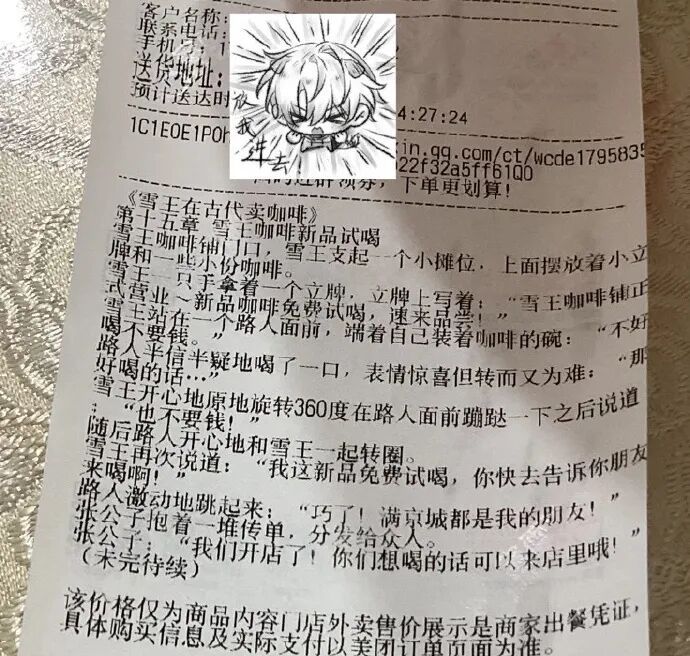 客户名称:
联系电话:
手机号: 1
送货地址:
预计送达时
4:27:24
放我进去!
1C1E0E1P0h
xin.qq.com/ct/wcde1795835
22f32a5ff61Q0
领券, 下单更划算!
《雪王在古代卖咖啡》
第十五章 雪王咖啡新品试喝
雪王咖啡铺门口, 雪王支起一个小摊位, 上面摆放着小立
牌和一些小份咖啡。
雪王一只手拿着一个立牌, 立牌上写着: “雪王咖啡铺正
式营业~新品咖啡免费试喝, 速来品尝!”
雪王站在一个路人面前, 端着自己装着咖啡的碗: “不好
喝不要钱。”
路人半信半疑地喝了一口, 表情惊喜但转而又为难: “那
好喝的话…”
雪王开心地原地旋转360度在路人面前蹦跶一下之后说道
: “也不要钱!”
随后路人开心地和雪王一起转圈。
雪王再次说道: “我这新品免费试喝, 你快去告诉你朋友
来喝啊!”
路人激动地跳起来: “巧了! 满京城都是我的朋友!”
张公子抱着一堆传单, 分发给众人。
张公子: “我们开店了! 你们想喝的话可以来店里哦!”
(未完待续)
该价格仅为商品内容门店外卖售价展示是商家出餐凭证,
具体购买信息及实际支付以美团订单页面为准。